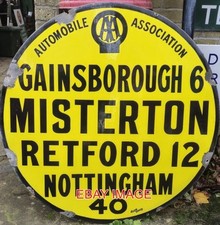 AUTOMOBILE ASSOCIATION
AA
GAINSBOROUGH 6
MISTERTON
RETFORD 12
NOTTINGHAM
EBAY IMAGE
40